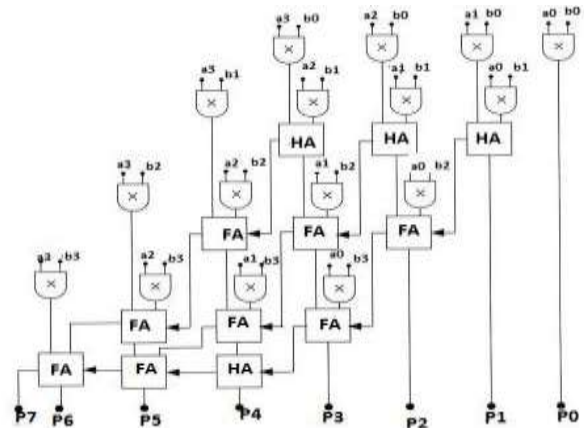 a3 b0 a2 b0 a1 b0 a0 b0
a3 b1 a2 b1 a1 b1 a0 b1
HA HA HA
a3 b2 a2 b2 a1 b2 a0 b2
FA FA FA
a3 b3 a2 b3 a1 b3 a0 b3
FA FA FA
FA FA HA
P7 P6 P5 P4 P3 P2 P1 P0